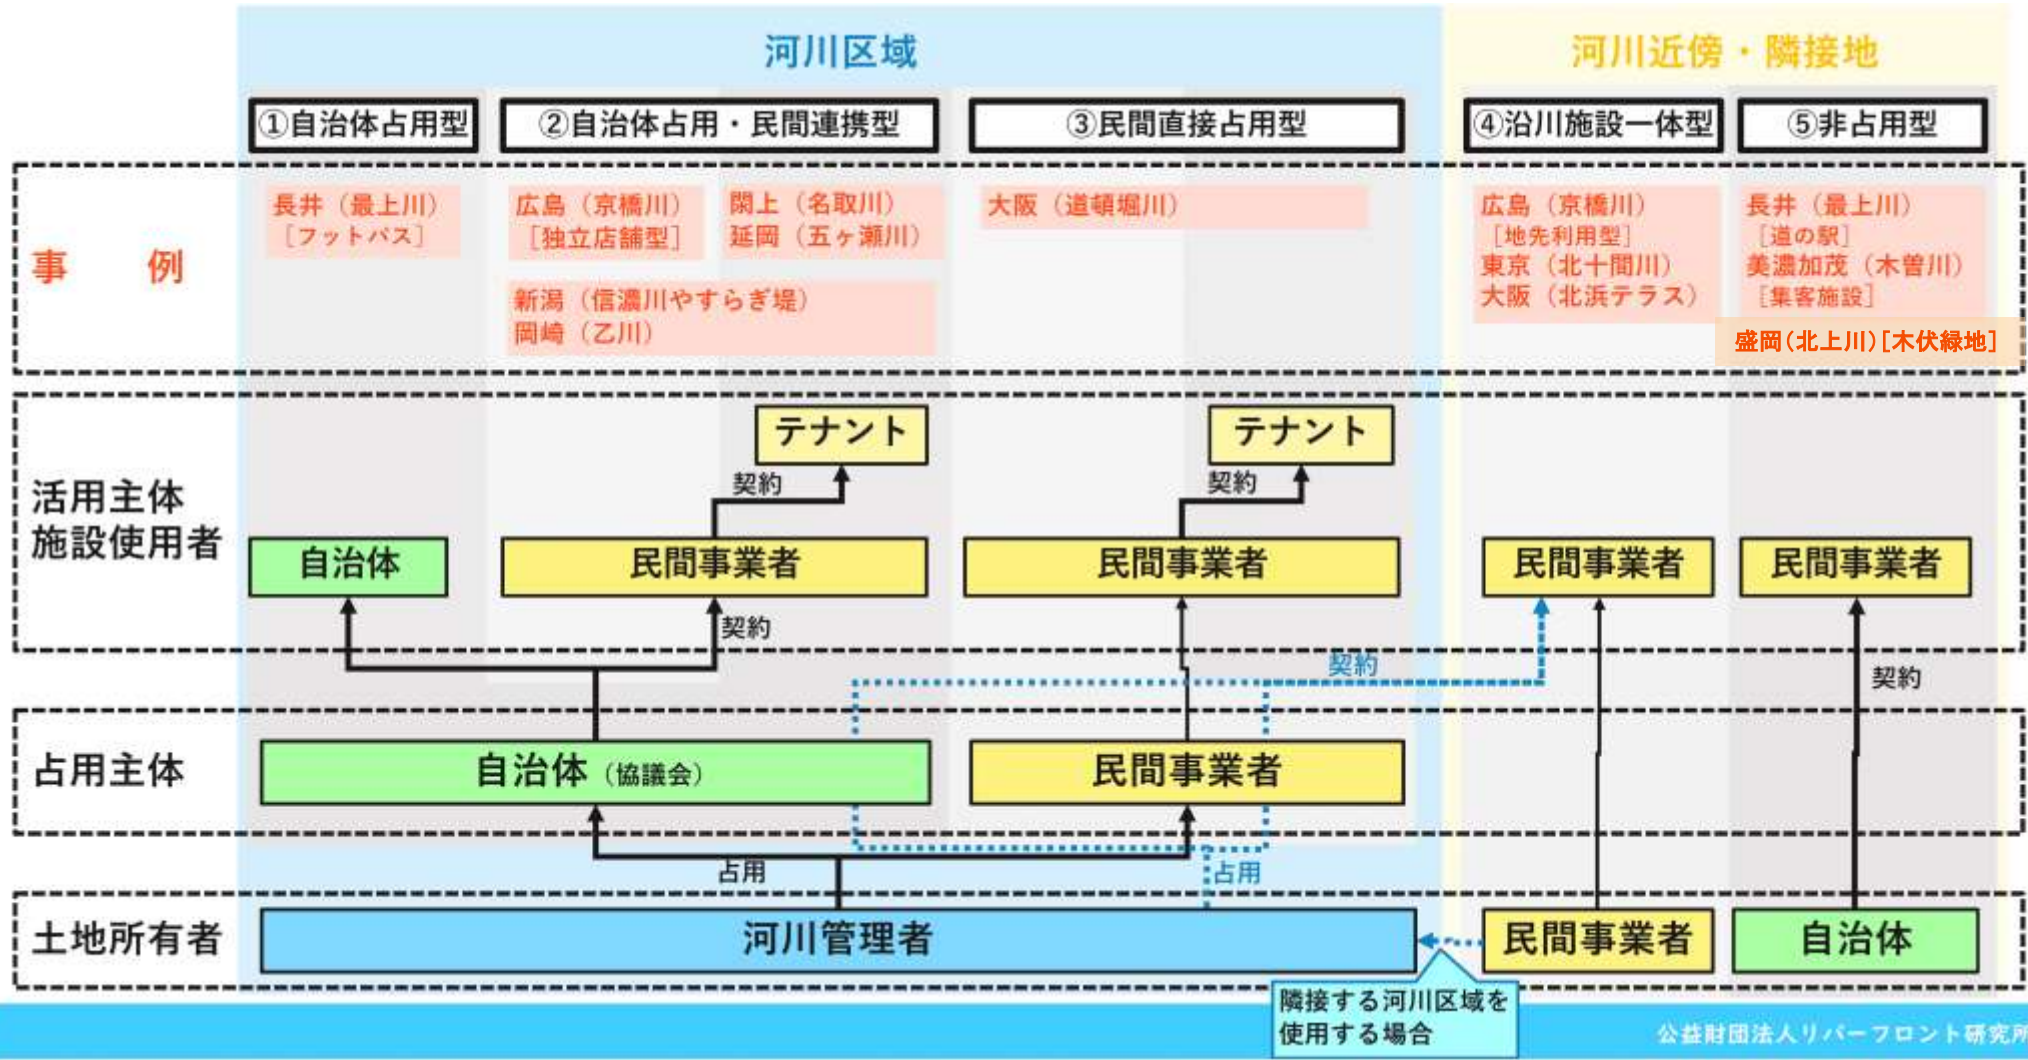 河川区域
河川近傍・隣接地
①自治体占用型
②自治体占用・民間連携型
③民間直接占用型
④沿川施設一体型
⑤非占用型
事　例
長井（最上川）
［フットパス］
広島（京橋川）
［独立店舗型］
閖上（名取川）
延岡（五ヶ瀬川）
新潟（信濃川やすらぎ堤）
岡崎（乙川）
大阪（道頓堀川）
広島（京橋川）
［地先利用型］
東京（北十間川）
大阪（北浜テラス）
長井（最上川）
［道の駅］
美濃加茂（木曽川）
［集客施設］
盛岡（北上川）［木伏緑地］
活用主体
施設使用者
テナント
契約
テナント
契約
自治体
民間事業者
民間事業者
民間事業者
民間事業者
契約
契約
契約
占用主体
自治体（協議会）
民間事業者
占用
占用
土地所有者
河川管理者
民間事業者
自治体
隣接する河川区域を
使用する場合
公益財団法人リバーフロント研究所